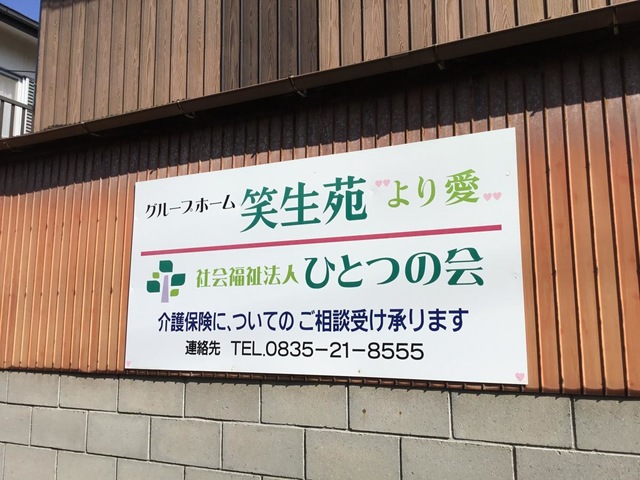 グループホーム 笑生苑 より愛
社会福祉法人 ひとつの会
介護保険に、ついての ご相談受け承ります
連絡先 TEL.0835-21-8555